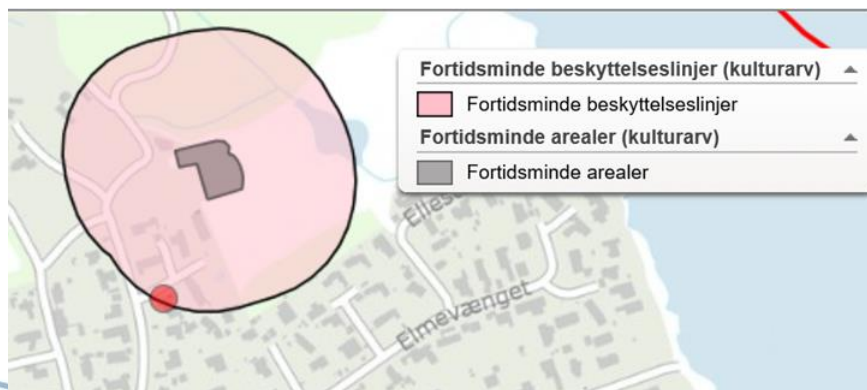 Fortidsminde beskyttelseslinjer (kulturarv)
Fortidsminde beskyttelseslinjer
Fortidsminde arealer (kulturarv)
Fortidsminde arealer
Elmevænget